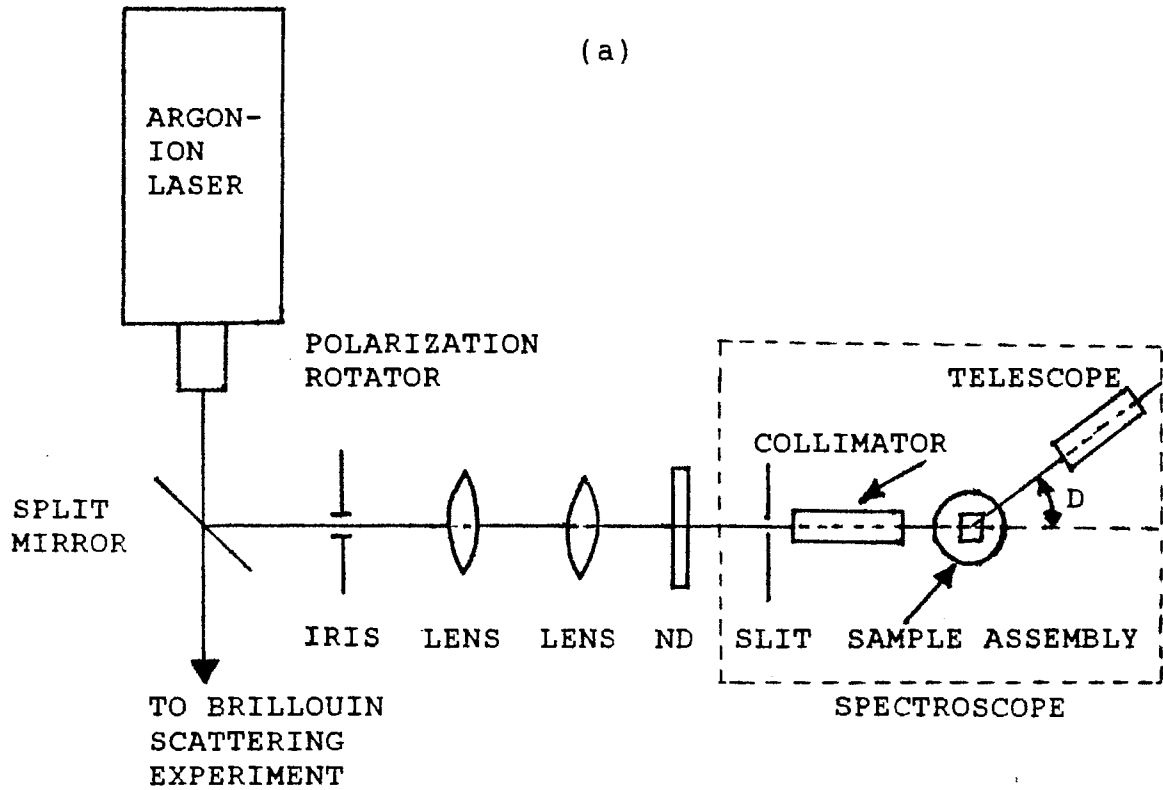 (a)
ARGON-
ION
LASER
POLARIZATION
ROTATOR
TELESCOPE
COLLIMATOR
SPLIT
MIRROR
D
IRIS
LENS
LENS
ND
SLIT
SAMPLE ASSEMBLY
SPECTROSCOPE
TO BRILLOUIN
SCATTERING
EXPERIMENT